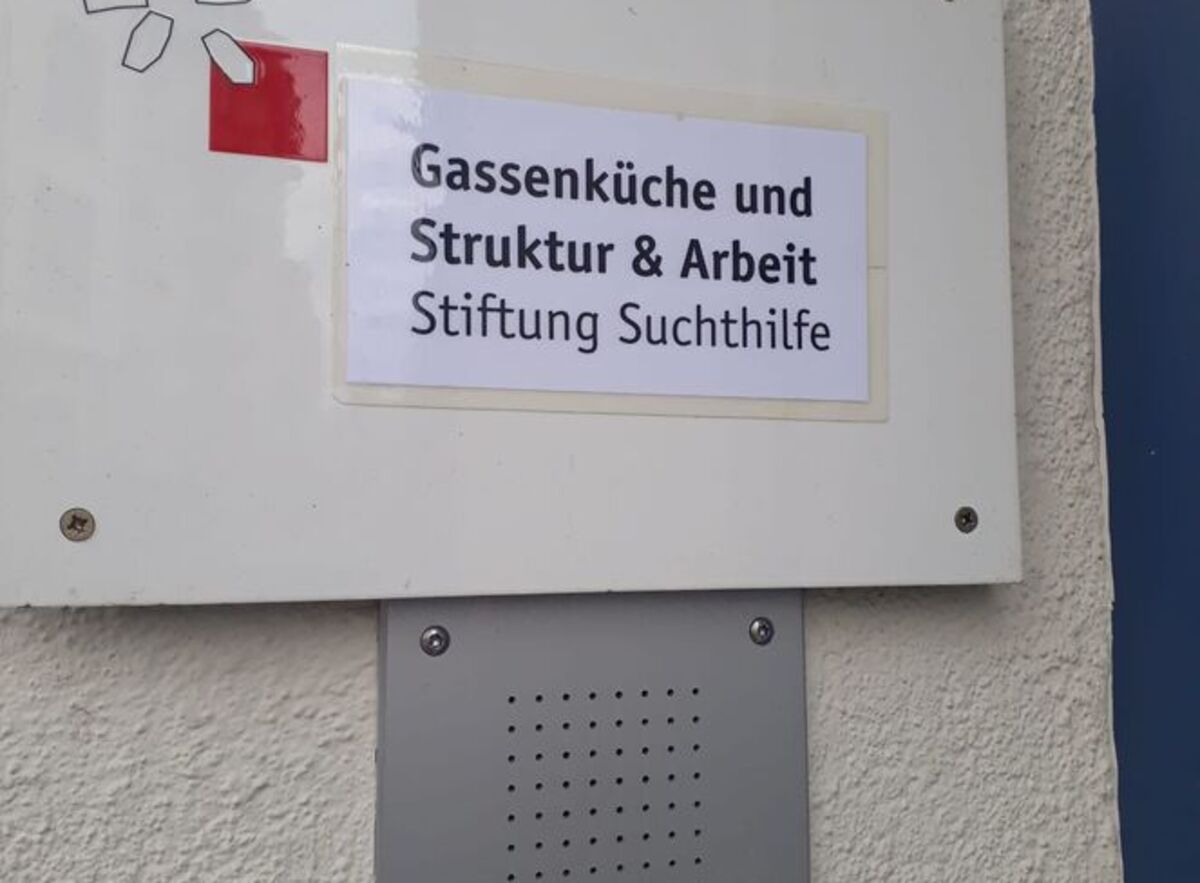 Gassenküche und
Struktur & Arbeit
Stiftung Suchthilfe